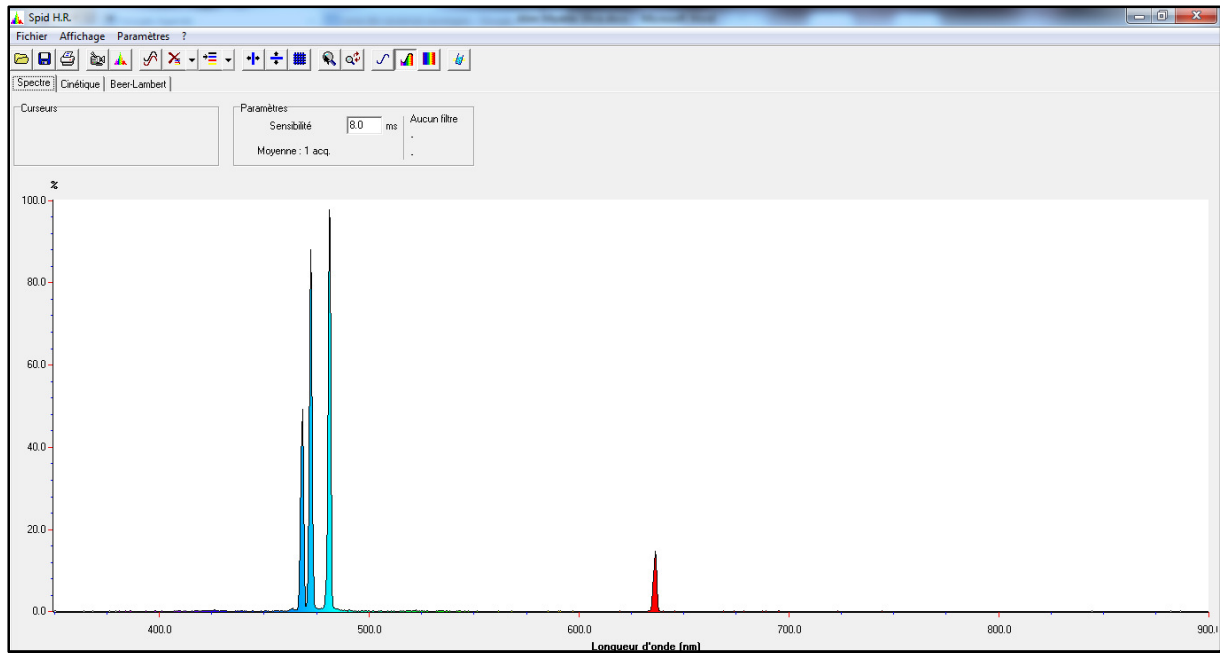 Spid H.R.
Fichier Affichage Paramètres ?
Spectre Cinétique Beer-Lambert
Curseurs
Paramètres
Sensibilité 8.0 ms
Aucun filtre
.
Moyenne : 1 acq.
.
%
100.0
80.0
60.0
40.0
20.0
0.0
400.0 500.0 600.0 700.0 800.0 900.
Longueur d'onde (nm)